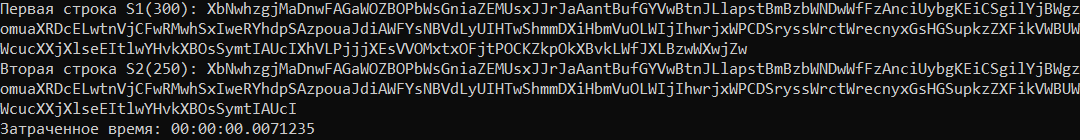 Первая строка S1(300): XbNwhzgjMaDnwFAGaWOZBOPbWsGniaZEMUsxJJrJaAantBufGYVwBtnJLlapstBmBzbWNDwWfFzAnciUybgKEiCSgilYjBWgz
omuaXRDcELwtnVjCFwRMwhSxIweRYhdpSAzpouaJdiAWFYsNBVdLyUIHTwShmmDXiHbmVuOLWIjIhwrjxWPCDSryssWrctWrecnyxGsHGSupkzZXFikVWBUW
WcucXXjXlseEItlwYHvkXBOsSymtIAUcIXhVLPjjjXEsVVOMxtxOFjtPOCKZkpOkXBvkLWfJXLBzwWXwjZw
Вторая строка S2(250): XbNwhzgjMaDnwFAGaWOZBOPbWsGniaZEMUsxJJrJaAantBufGYVwBtnJLlapstBmBzbWNDwWfFzAnciUybgKEiCSgilYjBWgz
omuaXRDcELwtnVjCFwRMwhSxIweRYhdpSAzpouaJdiAWFYsNBVdLyUIHTwShmmDXiHbmVuOLWIjIhwrjxWPCDSryssWrctWrecnyxGsHGSupkzZXFikVWBUW
WcucXXjXlseEItlwYHvkXBOsSymtIAUcI
Затраченное время: 00:00:00.0071235